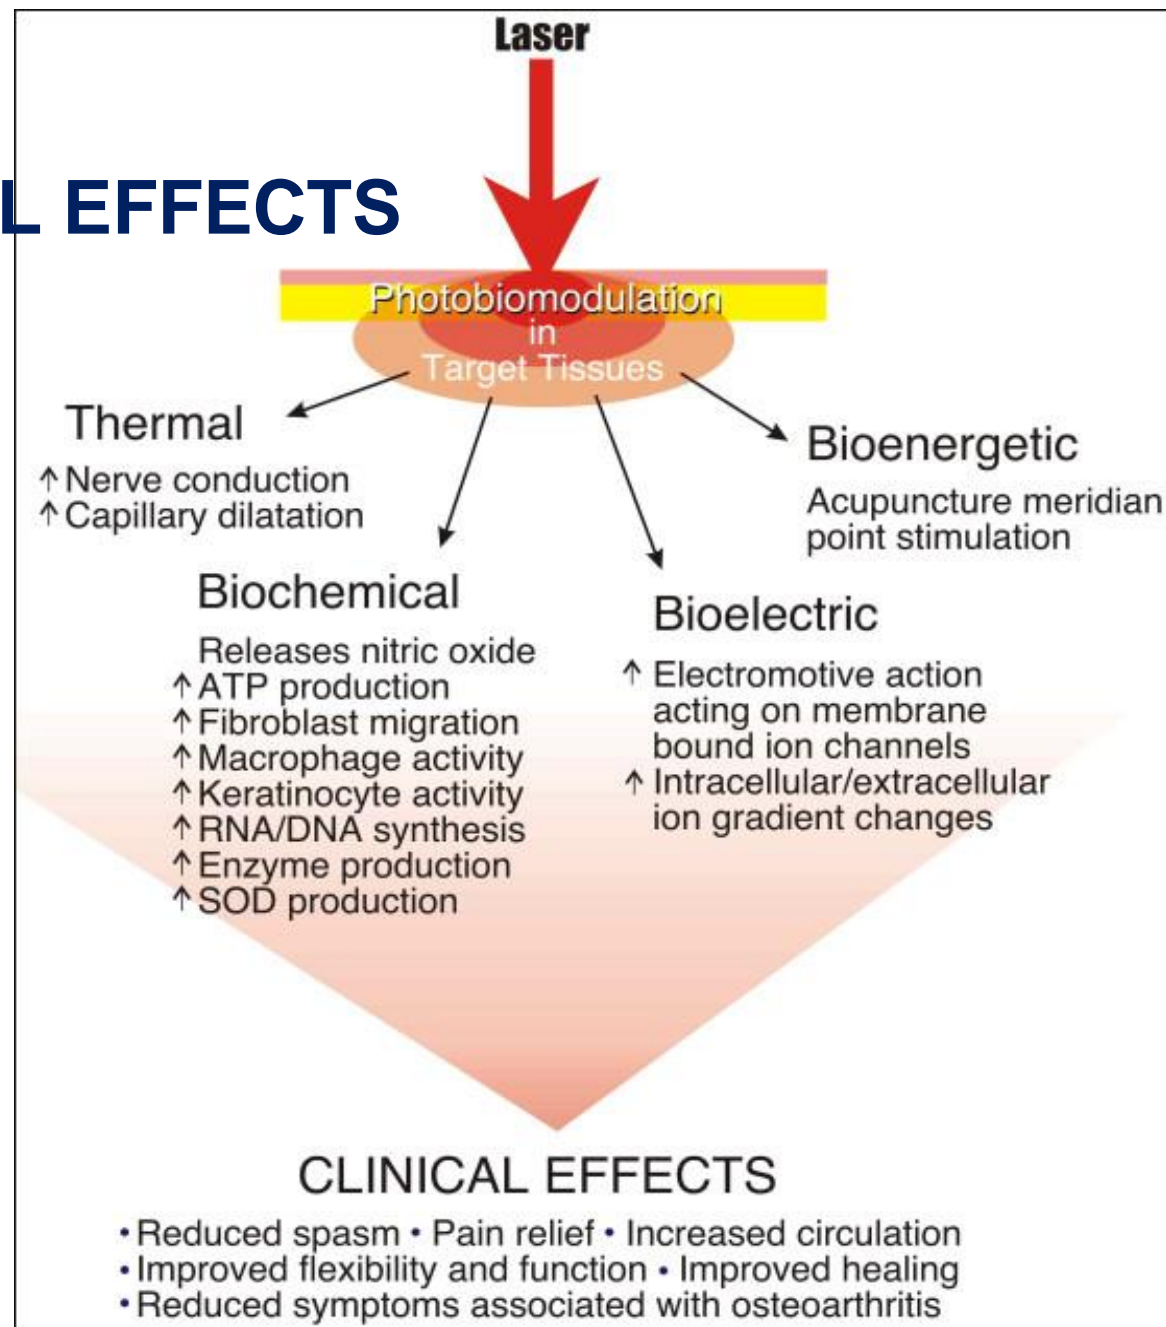 Laser
L EFFECTS
Photobiomodulation
in
Target Tissues
Thermal
↑ Nerve conduction
↑ Capillary dilatation
Bioenergetic
Acupuncture meridian
point stimulation
Biochemical
Releases nitric oxide
↑ ATP production
↑ Fibroblast migration
↑ Macrophage activity
↑ Keratinocyte activity
↑ RNA/DNA synthesis
↑ Enzyme production
↑ SOD production
Bioelectric
↑ Electromotive action
acting on membrane
bound ion channels
↑ Intracellular/extracellular
ion gradient changes
CLINICAL EFFECTS
• Reduced spasm • Pain relief • Increased circulation
• Improved flexibility and function • Improved healing
• Reduced symptoms associated with osteoarthritis